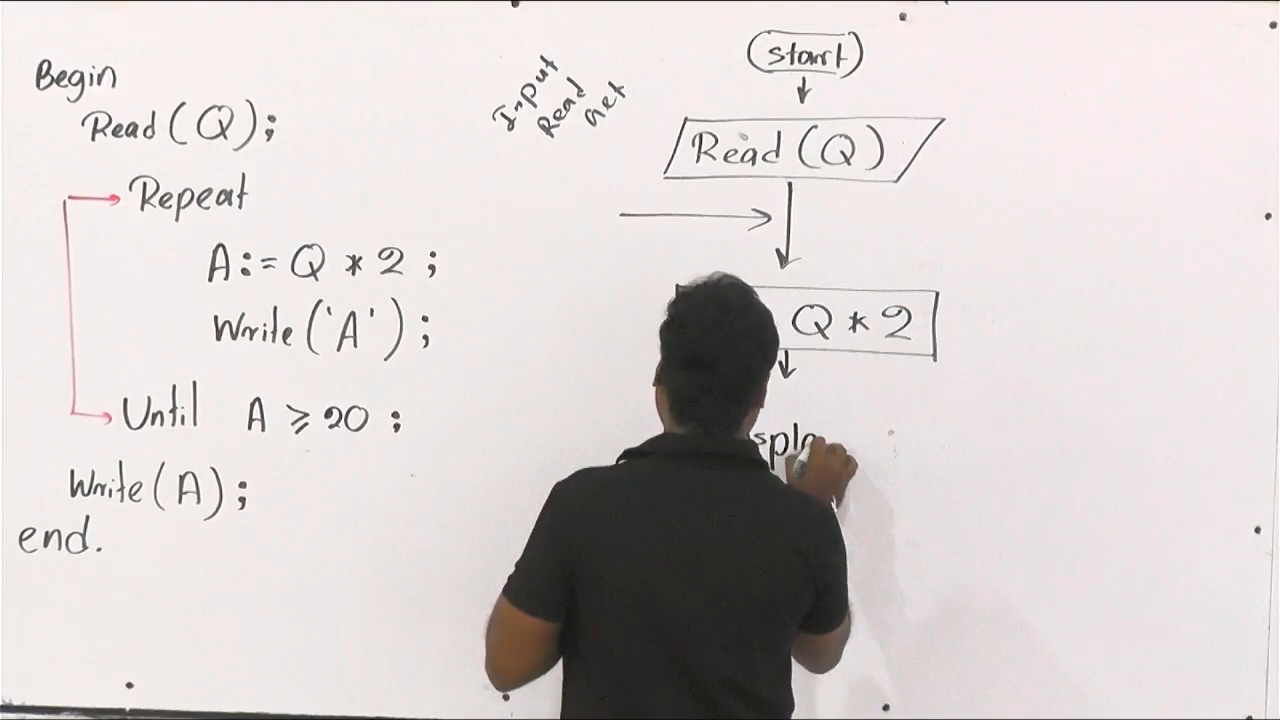 Begin
Read (Q);
Repeat
A:= Q * 2 ;
Write('A') ;
Until A ≥ 20 ;
Write(A);
end.
Input
Read
Get
start
Read (Q)
Q * 2